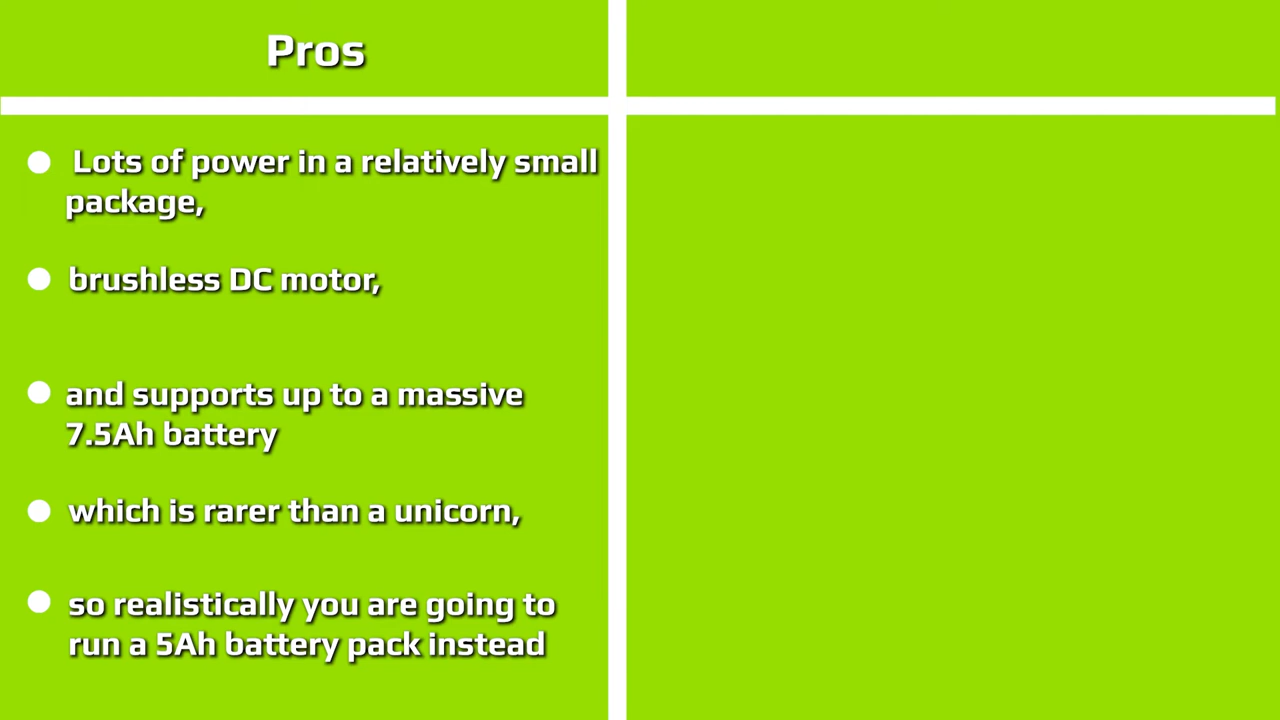 Pros
Lots of power in a relatively small
package,
brushless DC motor,
and supports up to a massive
7.5Ah battery
which is rarer than a unicorn,
so realistically you are going to
run a 5Ah battery pack instead